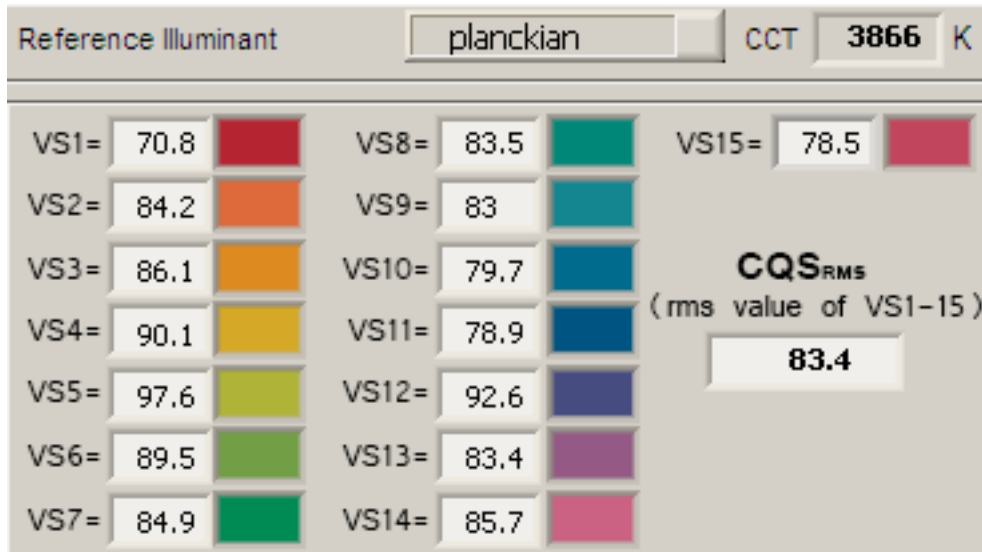 Reference Illuminant planckian CCT 3866 K
VS1= 70.8 VS8= 83.5 VS15= 78.5
VS2= 84.2 VS9= 83
VS3= 86.1 VS10= 79.7 CQSRMS
VS4= 90.1 VS11= 78.9 (rms value of VS1-15)
VS5= 97.6 VS12= 92.6 83.4
VS6= 89.5 VS13= 83.4
VS7= 84.9 VS14= 85.7